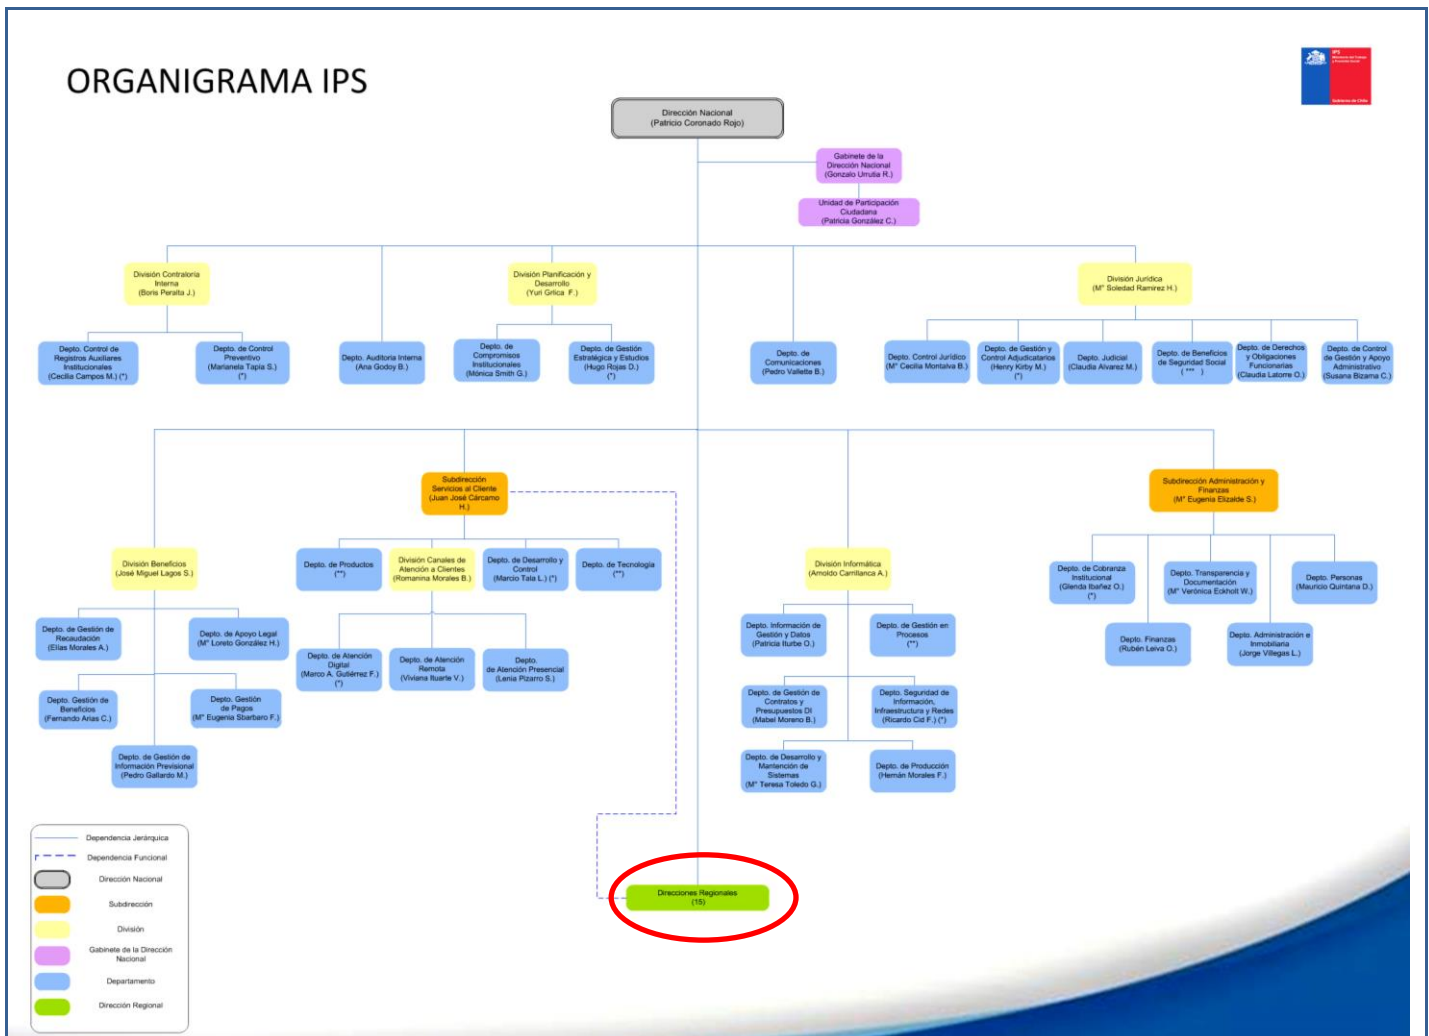 ORGANIGRAMA IPS
IPS
Gobierno de Chile
Dirección Nacional
(Patricio Coronado Rojo)
Gabinete de la
Dirección Nacional
(Gonzalo Urrutia R.)
Unidad de Participación
Ciudadana
(Patricia González C.)
División Contraloría
Interna
(Boris Peralta J.)
División Planificación y
Desarrollo
(Yuri Grlica F.)
División Jurídica
(M° Soledad Ramirez H.)
Depto. Control de
Registros Auxiliares
Institucionales
(Cecilia Campos M.) (*)
Depto. de Control
Preventivo
(Marianela Tapia S.)
(*)
Depto. Auditoria Interna
(Ana Godoy B.)
Depto. de
Compromisos
Institucionales
(Mónica Smith G.)
Depto. de Gestión
Estratégica y Estudios
(Hugo Rojas D.)
(*)
Depto. de
Comunicaciones
(Pedro Vallette B.)
Depto. Control Jurídico
(M° Cecilia Montalva B.)
Depto. de Gestión y
Control Adjudicatarios
(Henry Kirby M.)
(*)
Depto. Judicial
(Claudia Alvarez M.)
Depto. de Beneficios
de Seguridad Social
( *** )
Depto. de Derechos
y Obligaciones
Funcionarias
(Claudia Latorre O.)
Depto. de Control
de Gestión y Apoyo
Administrativo
(Susana Bizama C.)
Subdirección
Servicios al Cliente
(Juan José Cárcamo
H.)
Subdirección Administración y
Finanzas
(M° Eugenia Elizalde S.)
División Beneficios
(José Miguel Lagos S.)
Depto. de Productos
(**)
División Canales de
Atención a Clientes
(Romanina Morales B.)
Depto. de Desarrollo y
Control
(Marcio Tala L.) (*)
Depto. de Tecnología
(**)
División Informática
(Arnoldo Carrillanca A.)
Depto. de Cobranza
Institucional
(Glenda Ibañez O.)
(*)
Depto. Transparencia y
Documentación
(M° Verónica Eckholt W.)
Depto. Personas
(Mauricio Quintana D.)
Depto. de Gestión de
Recaudación
(Elías Morales A.)
Depto. de Apoyo Legal
(M° Loreto González H.)
Depto. de Atención
Digital
(Marco A. Gutiérrez F.)
(*)
Depto. de Atención
Remota
(Viviana Ituarte V.)
Depto.
de Atención Presencial
(Lenia Pizarro S.)
Depto. Información de
Gestión y Datos
(Patricia Iturbe O.)
Depto. de Gestión en
Procesos
(**)
Depto. Finanzas
(Rubén Leiva O.)
Depto. Administración e
Inmobiliaria
(Jorge Villegas L.)
Depto. Gestión de
Beneficios
(Fernando Arias C.)
Depto. Gestión
de Pagos
(M° Eugenia Sbarbaro F.)
Depto. de Gestión de
Contratos y
Presupuestos DI
(Mabel Moreno B.)
Depto. Seguridad de
Información,
Infraestructura y Redes
(Ricardo Cid F.) (*)
Depto. de Gestión de
Información Previsional
(Pedro Gallardo M.)
Depto. de Desarrollo y
Mantención de
Sistemas
(M° Teresa Toledo G.)
Depto. de Producción
(Hernán Morales F.)
Direcciones Regionales
(15)
Dependencia Jerárquica
Dependencia Funcional
Dirección Nacional
Subdirección
División
Gabinete de la Dirección
Nacional
Departamento
Dirección Regional